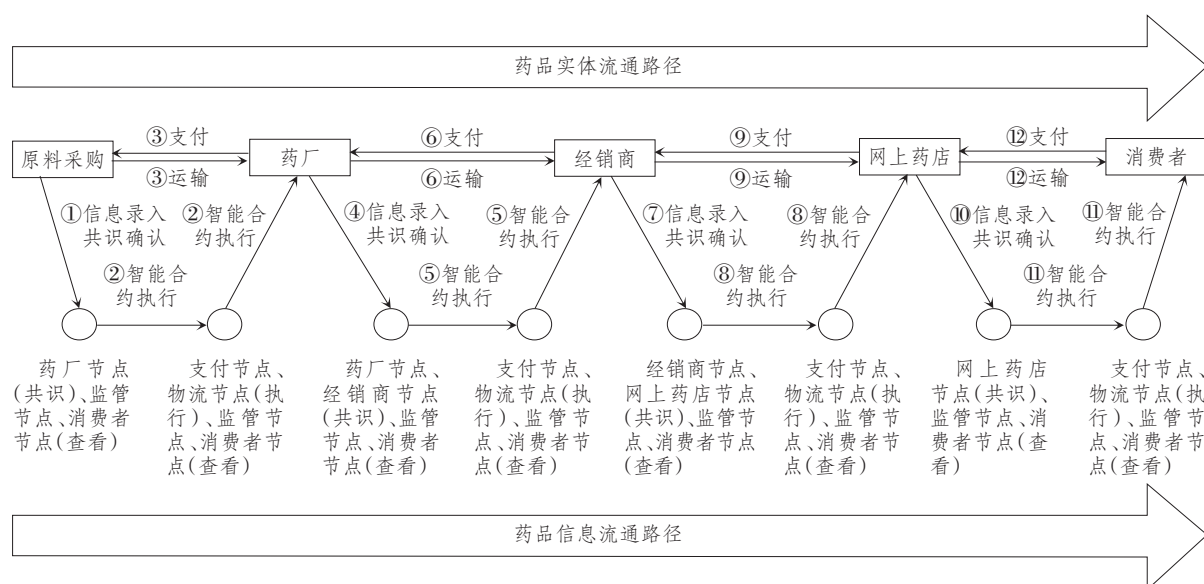 药品实体流通路径
③支付
⑥支付
⑨支付
⑫支付
原料采购
药厂
经销商
网上药店
消费者
③运输
⑥运输
⑨运输
⑫运输
①信息录入
共识确认
②智能合
约执行
④信息录入
共识确认
⑤智能合
约执行
⑦信息录入
共识确认
⑧智能合
约执行
⑩信息录入
共识确认
⑪智能合
约执行
②智能合
约执行
⑤智能合
约执行
⑧智能合
约执行
⑪智能合
约执行
药厂节点
(共识)、监管
节点、消费者
节点(查看)
支付节点、
物流节点(执
行)、监管节
点、消费者节
点(查看)
药厂节点、
经销商节点
(共识)、监管
节点、消费者
节点(查看)
支付节点、
物流节点(执
行)、监管节
点、消费者节
点(查看)
经销商节点、
网上药店节点
(共识)、监管节
点、消费者节点
(查看)
支付节点、
物流节点(执
行)、监管节
点、消费者节
点(查看)
网上药店
节点(共识)、
监管节点、消
费者节点(查
看)
支付节点、
物流节点(执
行)、监管节
点、消费者节
点(查看)
药品信息流通路径